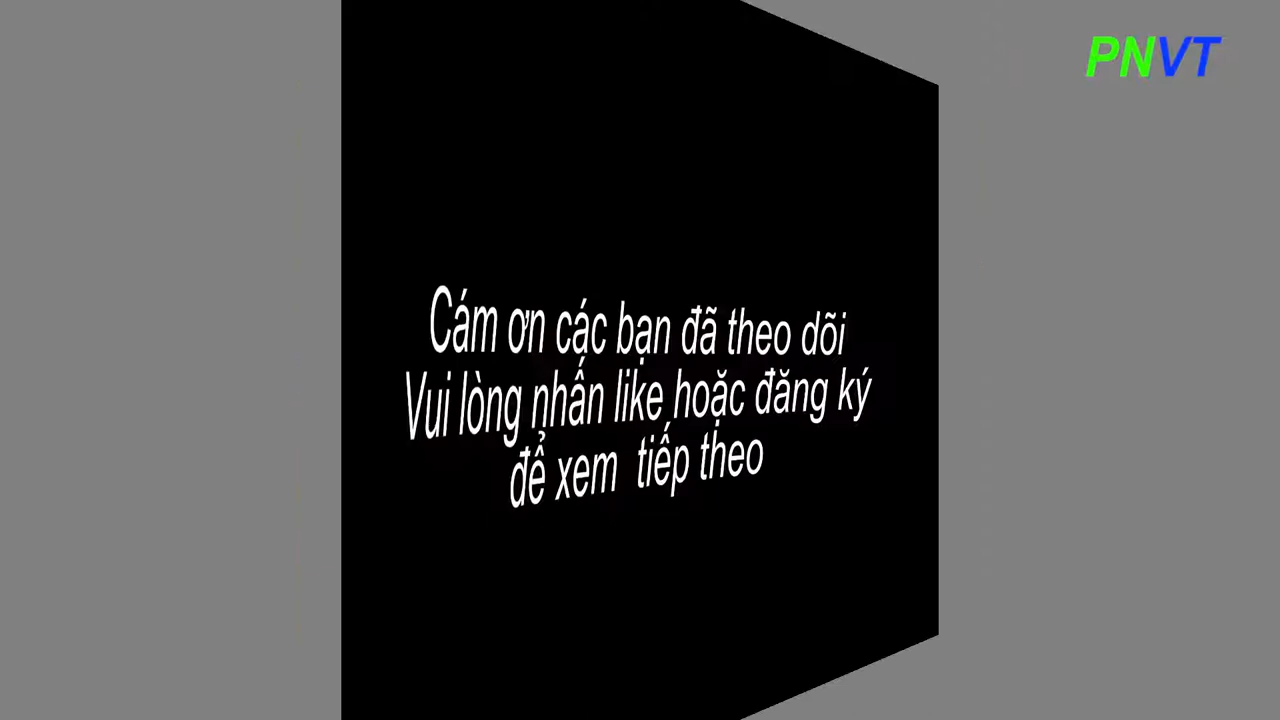 PNVT
Cám ơn các bạn đã theo dõi
Vui lòng nhấn like hoặc đăng ký
để xem tiếp theo